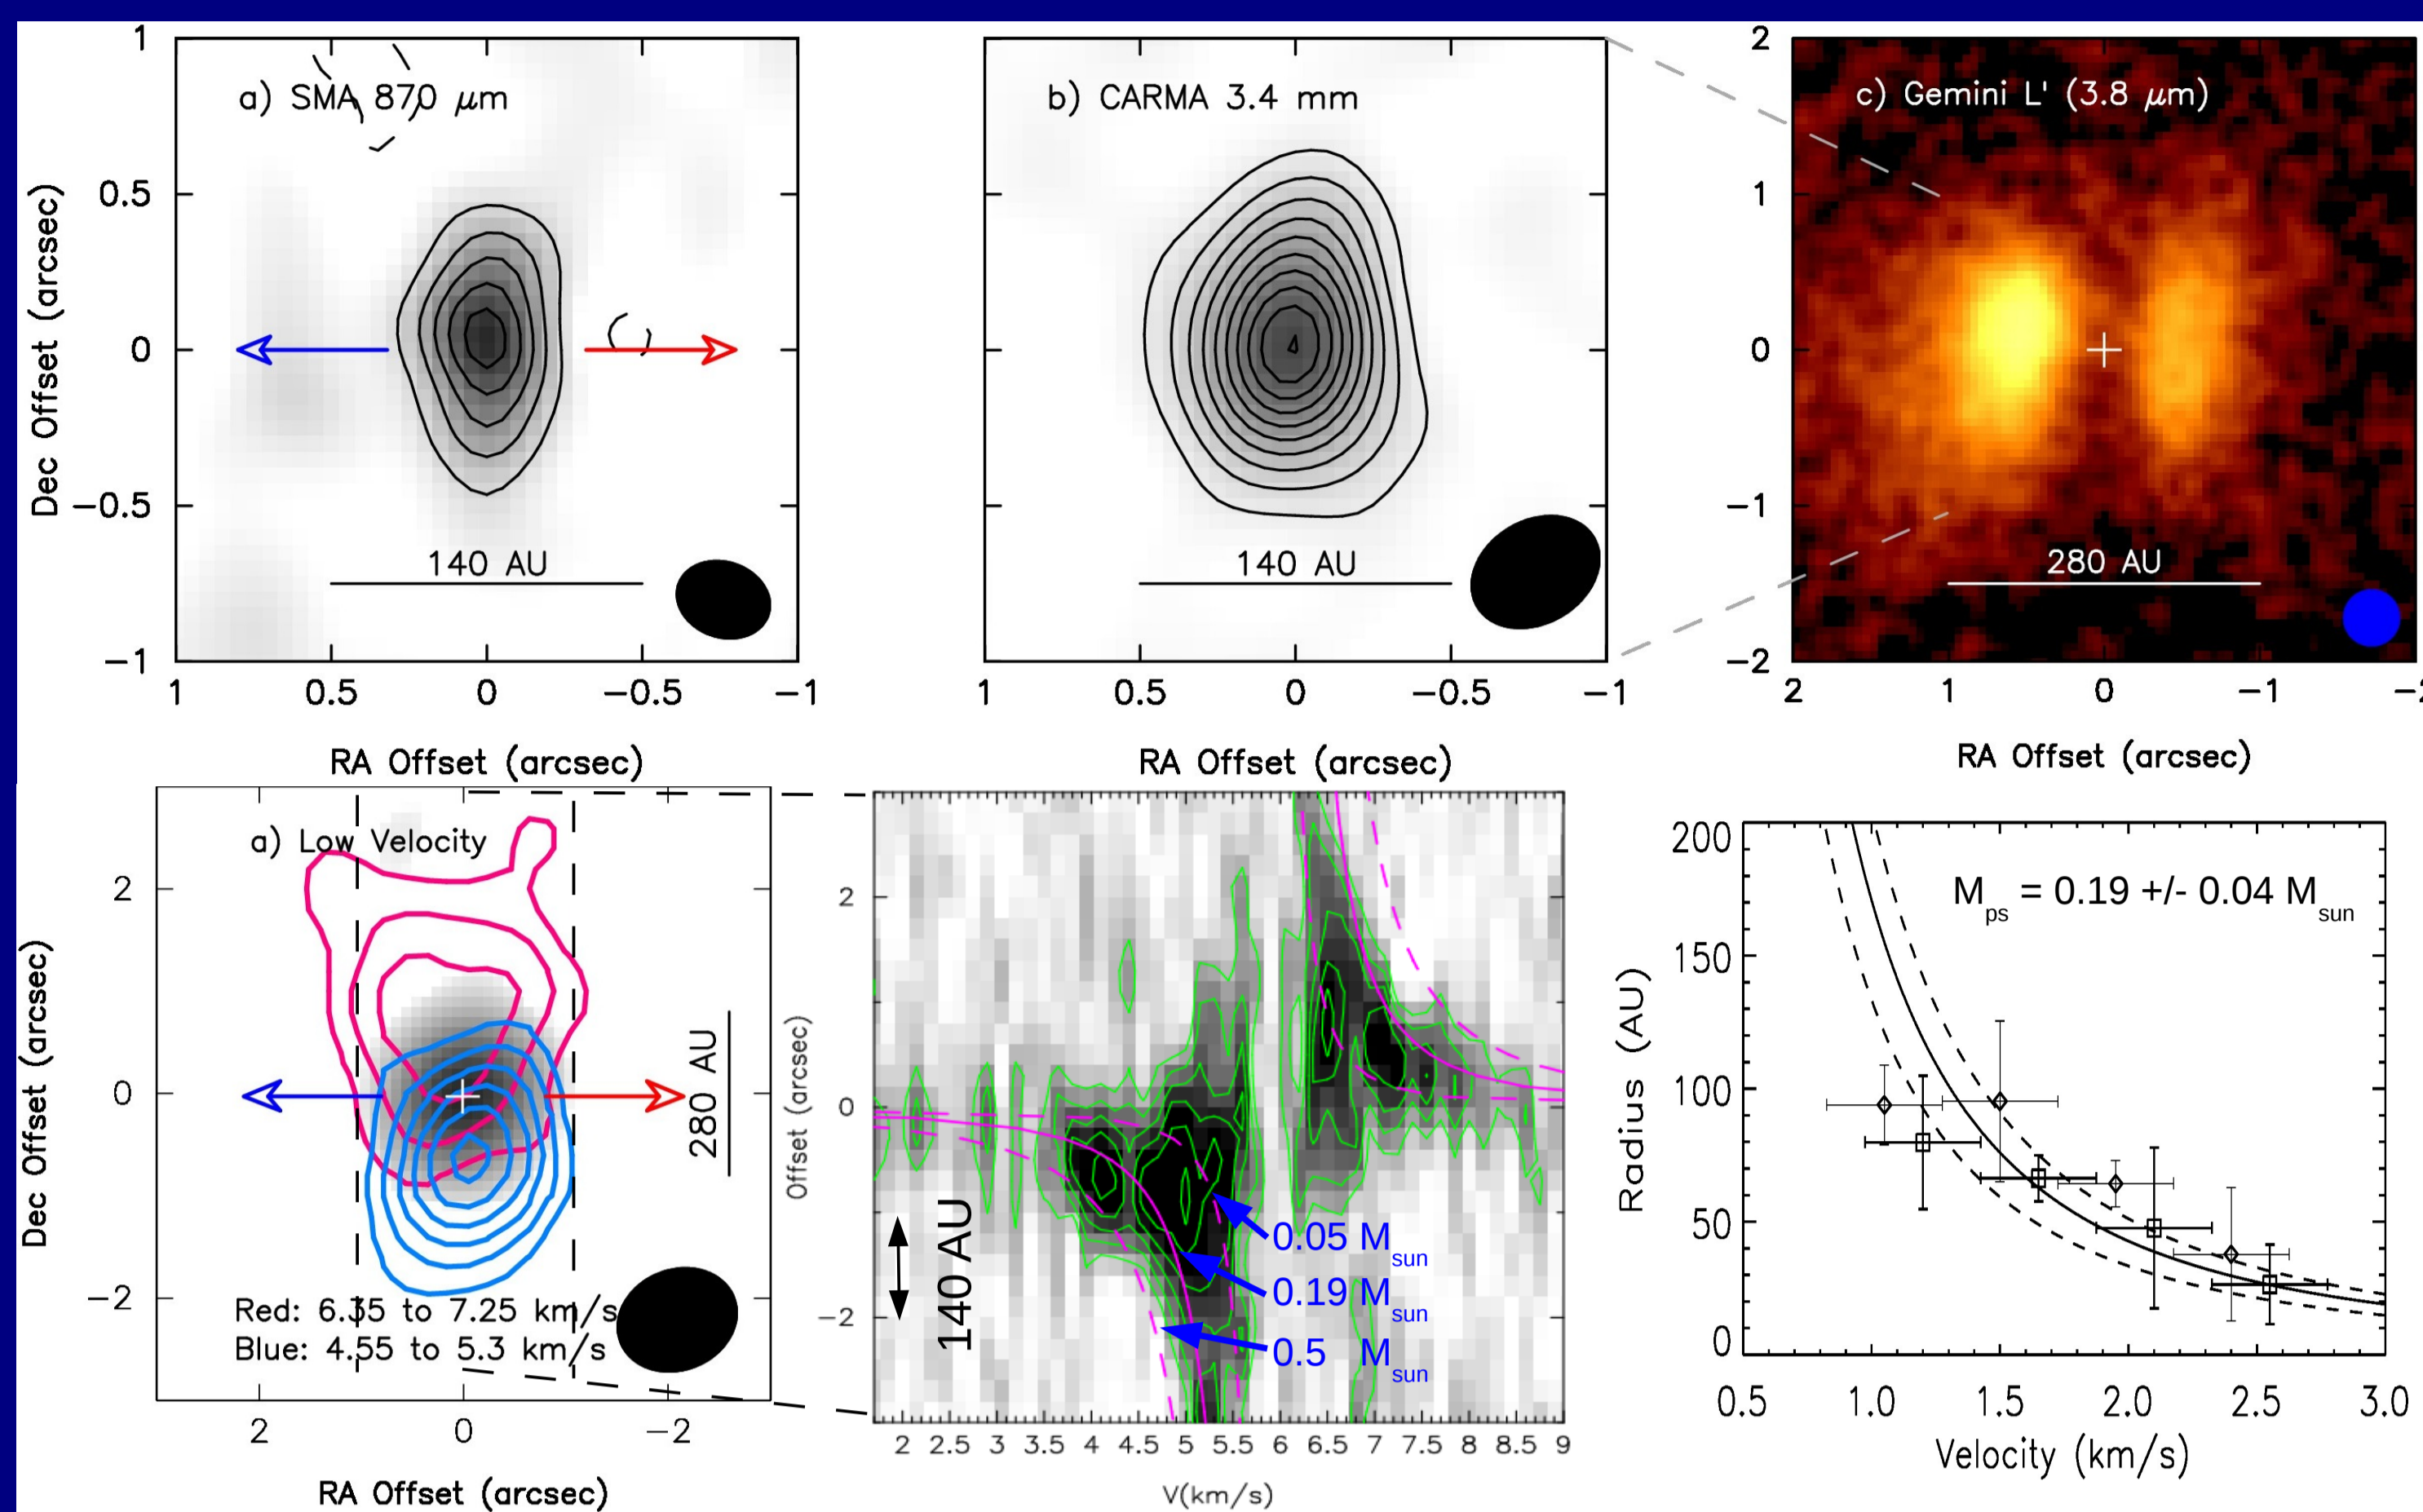 a) SMA 870 μm
1
0.5
0
−0.5
−1
Dec Offset (arcsec)
140 AU
1 0.5 0 −0.5 −1
RA Offset (arcsec)
b) CARMA 3.4 mm
140 AU
1 0.5 0 −0.5 −1
RA Offset (arcsec)
c) Gemini L' (3.8 μm)
2
1
0
−1
−2
280 AU
2 1 0 −1 −2
RA Offset (arcsec)
a) Low Velocity
2
0
−2
Dec Offset (arcsec)
280 AU
Red: 6.35 to 7.25 km/s
Blue: 4.55 to 5.3 km/s
2 0 −2
RA Offset (arcsec)
2
0
−2
Offset (arcsec)
140 AU
0.05 Msun
0.19 Msun
0.5 Msun
2 2.5 3 3.5 4 4.5 5 5.5 6 6.5 7 7.5 8 8.5 9
V(km/s)
Mps = 0.19 +/- 0.04 Msun
200
150
100
50
0
Radius (AU)
0.5 1.0 1.5 2.0 2.5 3.0
Velocity (km/s)